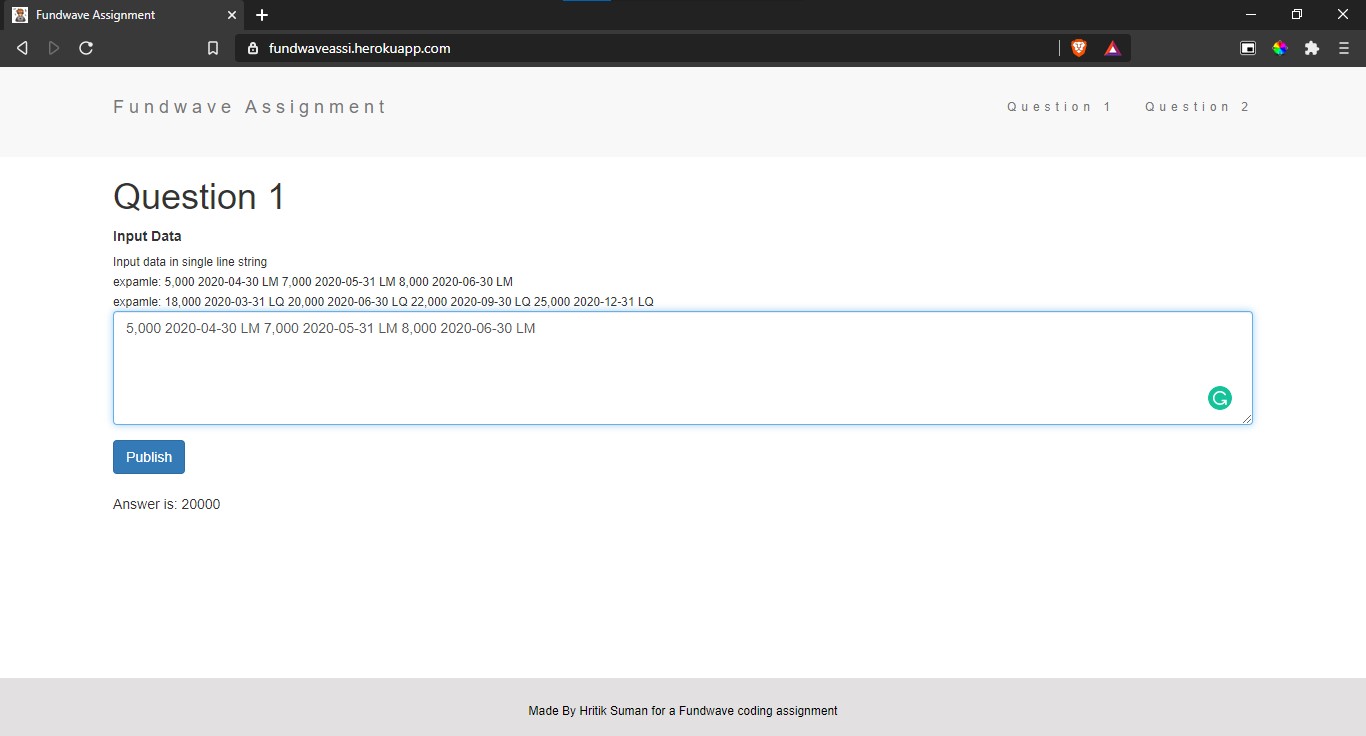 Fundwave Assignment
fundwaveassi.herokuapp.com
Fundwave Assignment
Question 1
Question 2
Question 1
Input Data
Input data in single line string
expamle: 5,000 2020-04-30 LM 7,000 2020-05-31 LM 8,000 2020-06-30 LM
expamle: 18,000 2020-03-31 LQ 20,000 2020-06-30 LQ 22,000 2020-09-30 LQ 25,000 2020-12-31 LQ
5,000 2020-04-30 LM 7,000 2020-05-31 LM 8,000 2020-06-30 LM
Publish
Answer is: 20000
Made By Hritik Suman for a Fundwave coding assignment